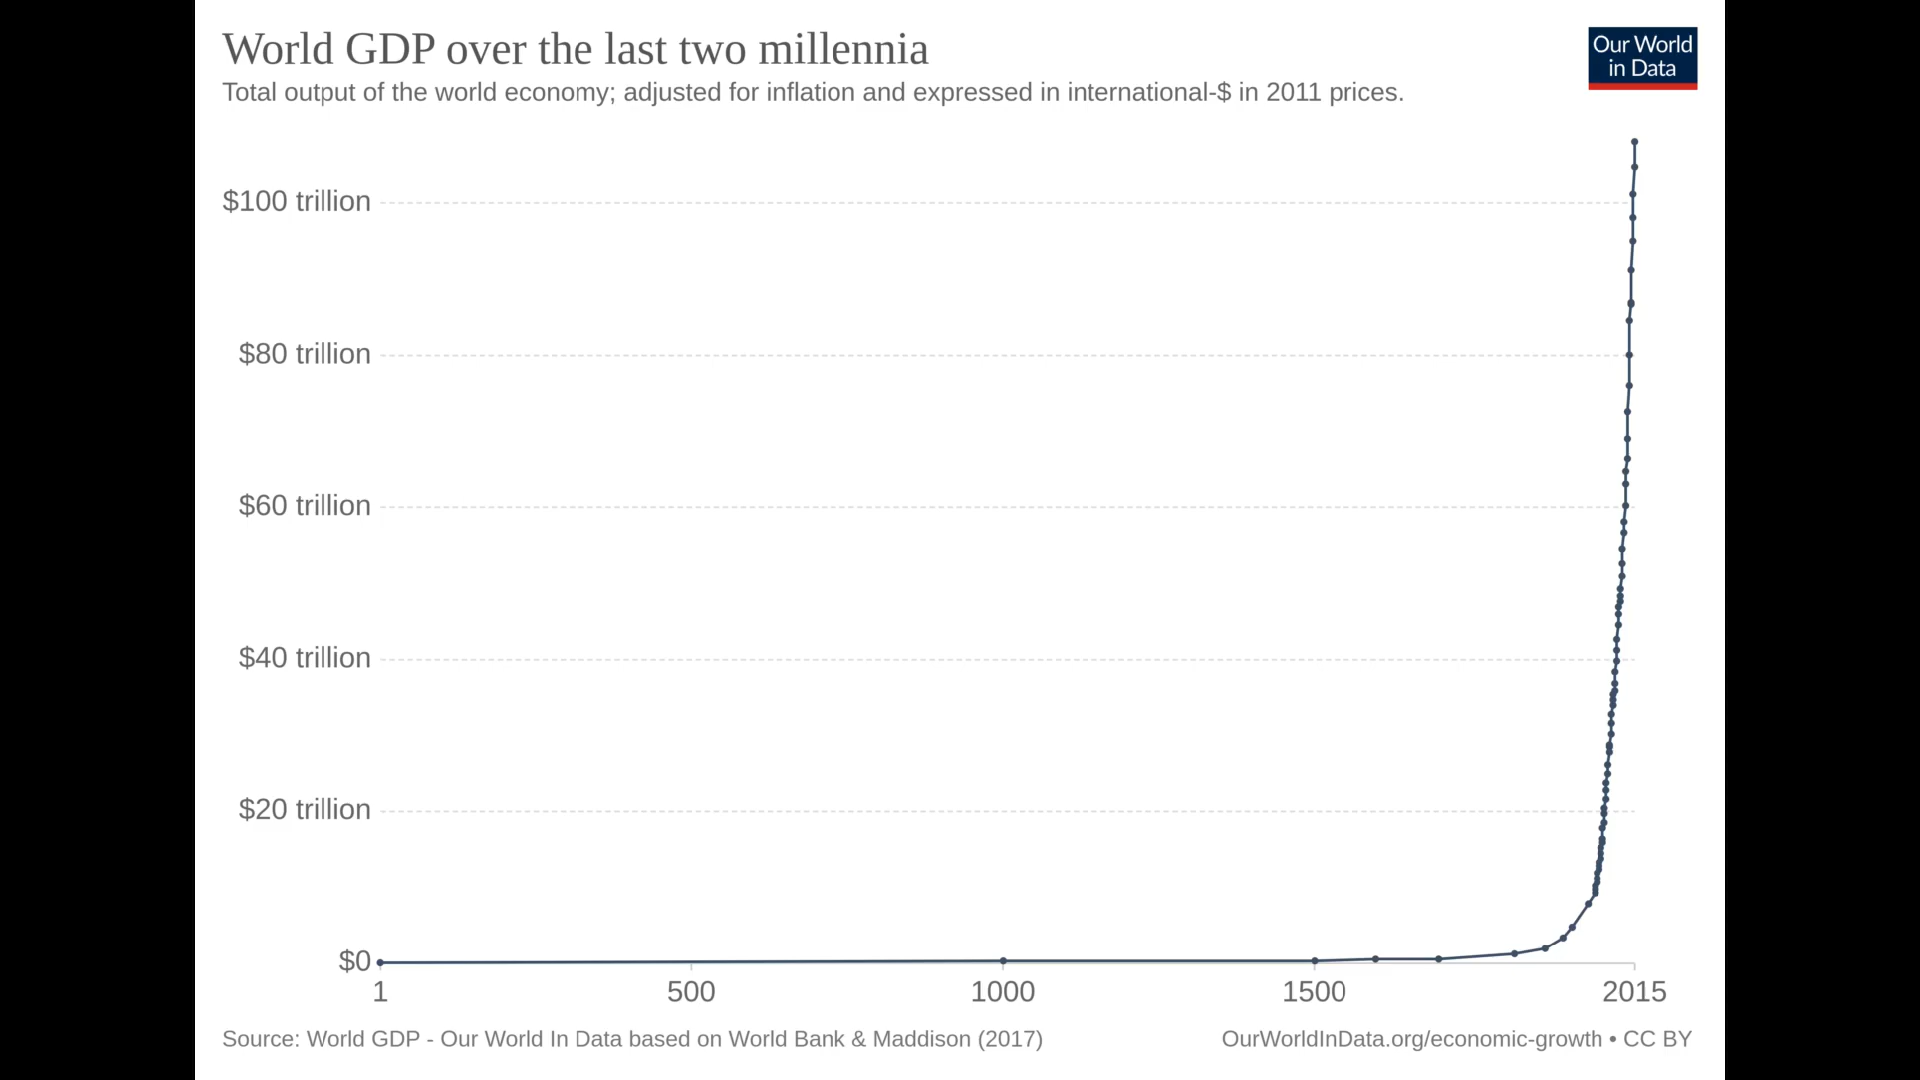 World GDP over the last two millennia
Our World
in Data
Total output of the world economy; adjusted for inflation and expressed in international-$ in 2011 prices.
$100 trillion
$80 trillion
$60 trillion
$40 trillion
$20 trillion
$0
1 500 1000 1500 2015
Source: World GDP - Our World In Data based on World Bank & Maddison (2017)
OurWorldInData.org/economic-growth • CC BY